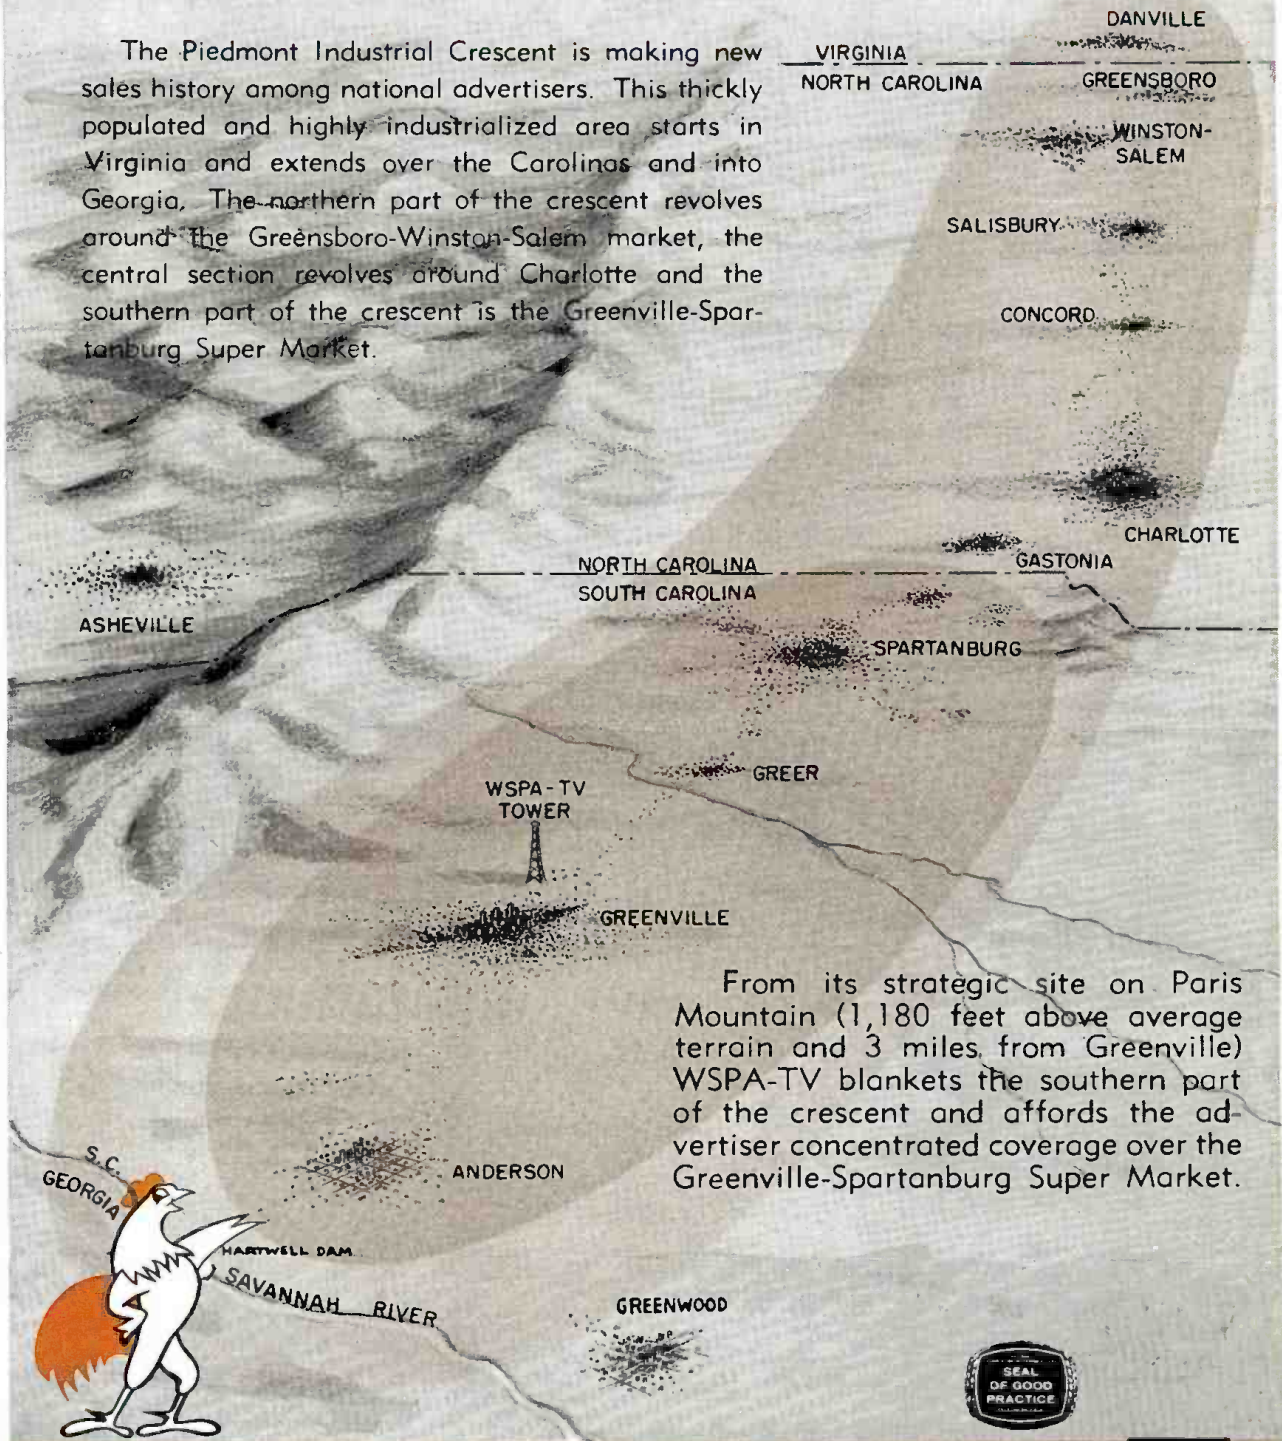 The Piedmont Industrial Crescent is making new
sales history among national advertisers. This thickly
populated and highly industrialized area starts in
Virginia and extends over the Carolinas and into
Georgia. The northern part of the crescent revolves
around the Greensboro-Winston-Salem market, the
central section revolves around Charlotte and the
southern part of the crescent is the Greenville-Spar-
tanburg Super Market.
DANVILLE
VIRGINIA
NORTH CAROLINA
GREENSBORO
WINSTON-
SALEM
SALISBURY
CONCORD
CHARLOTTE
GASTONIA
NORTH CAROLINA
SOUTH CAROLINA
ASHEVILLE
SPARTANBURG
GREER
WSPA-TV
TOWER
GREENVILLE
From its strategic site on Paris
Mountain (1,180 feet above average
terrain and 3 miles from Greenville)
WSPA-TV blankets the southern part
of the crescent and affords the ad-
vertiser concentrated coverage over the
Greenville-Spartanburg Super Market.
ANDERSON
S.C.
GEORGIA
HARTWELL DAM
SAVANNAH RIVER
GREENWOOD
SEAL
OF GOOD
PRACTICE